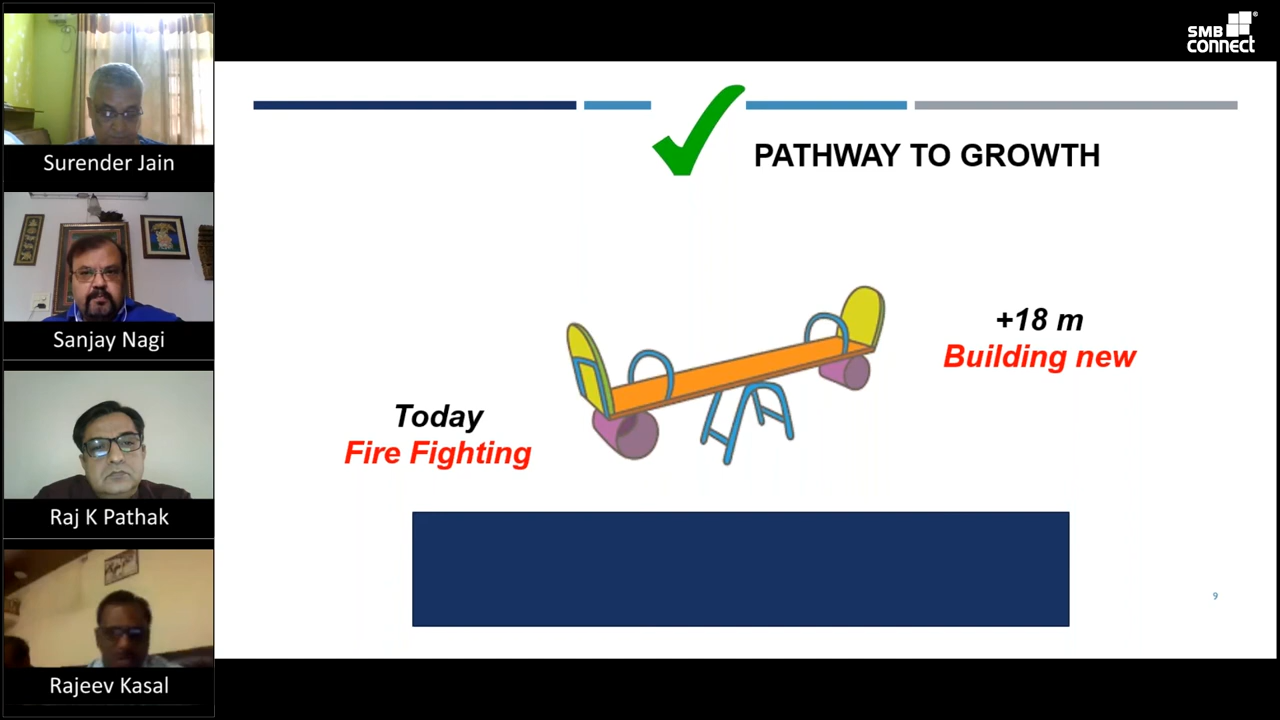 SMB
connect
Surender Jain
Sanjay Nagi
Raj K Pathak
Rajeev Kasal
PATHWAY TO GROWTH
+18 m
Building new
Today
Fire Fighting
9